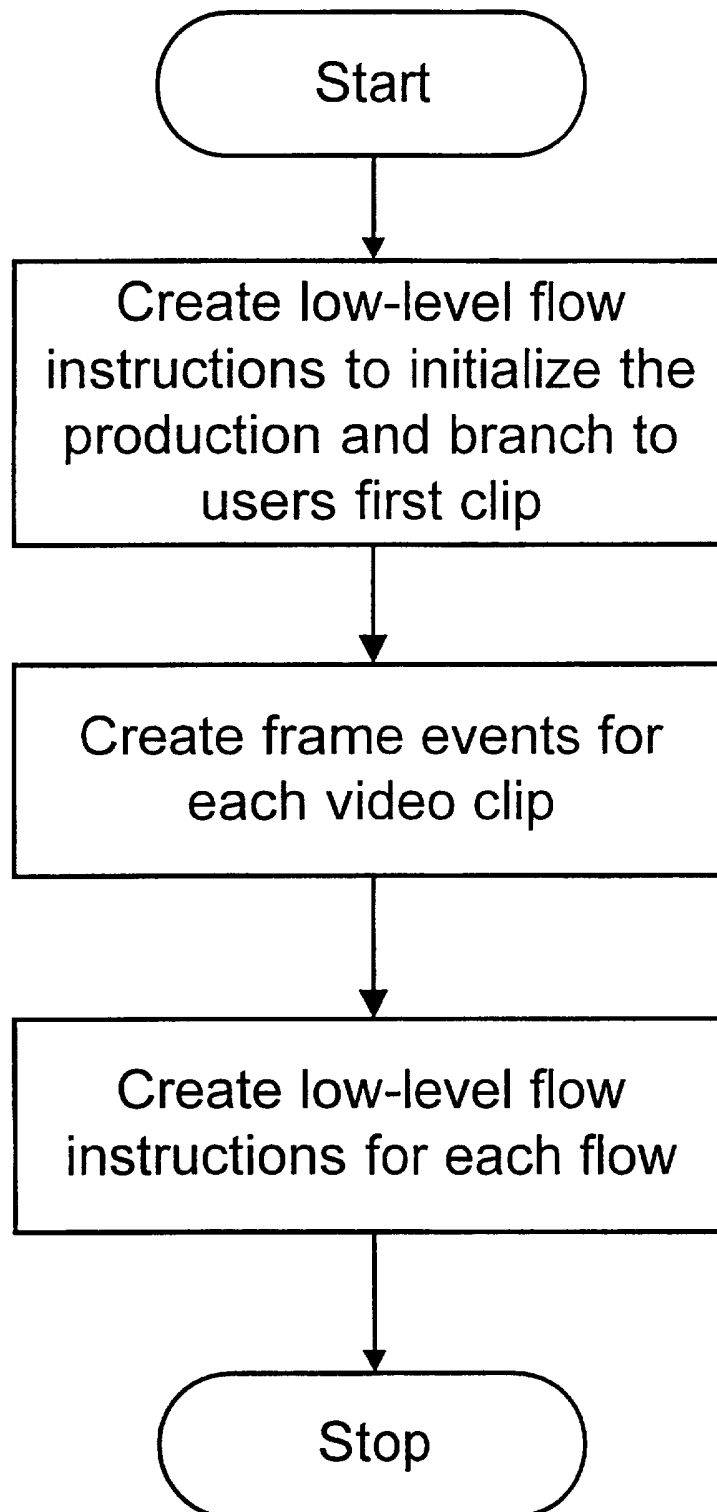 Start
Create low-level flow
instructions to initialize the
production and branch to
users first clip
Create frame events for
each video clip
Create low-level flow
instructions for each flow
Stop